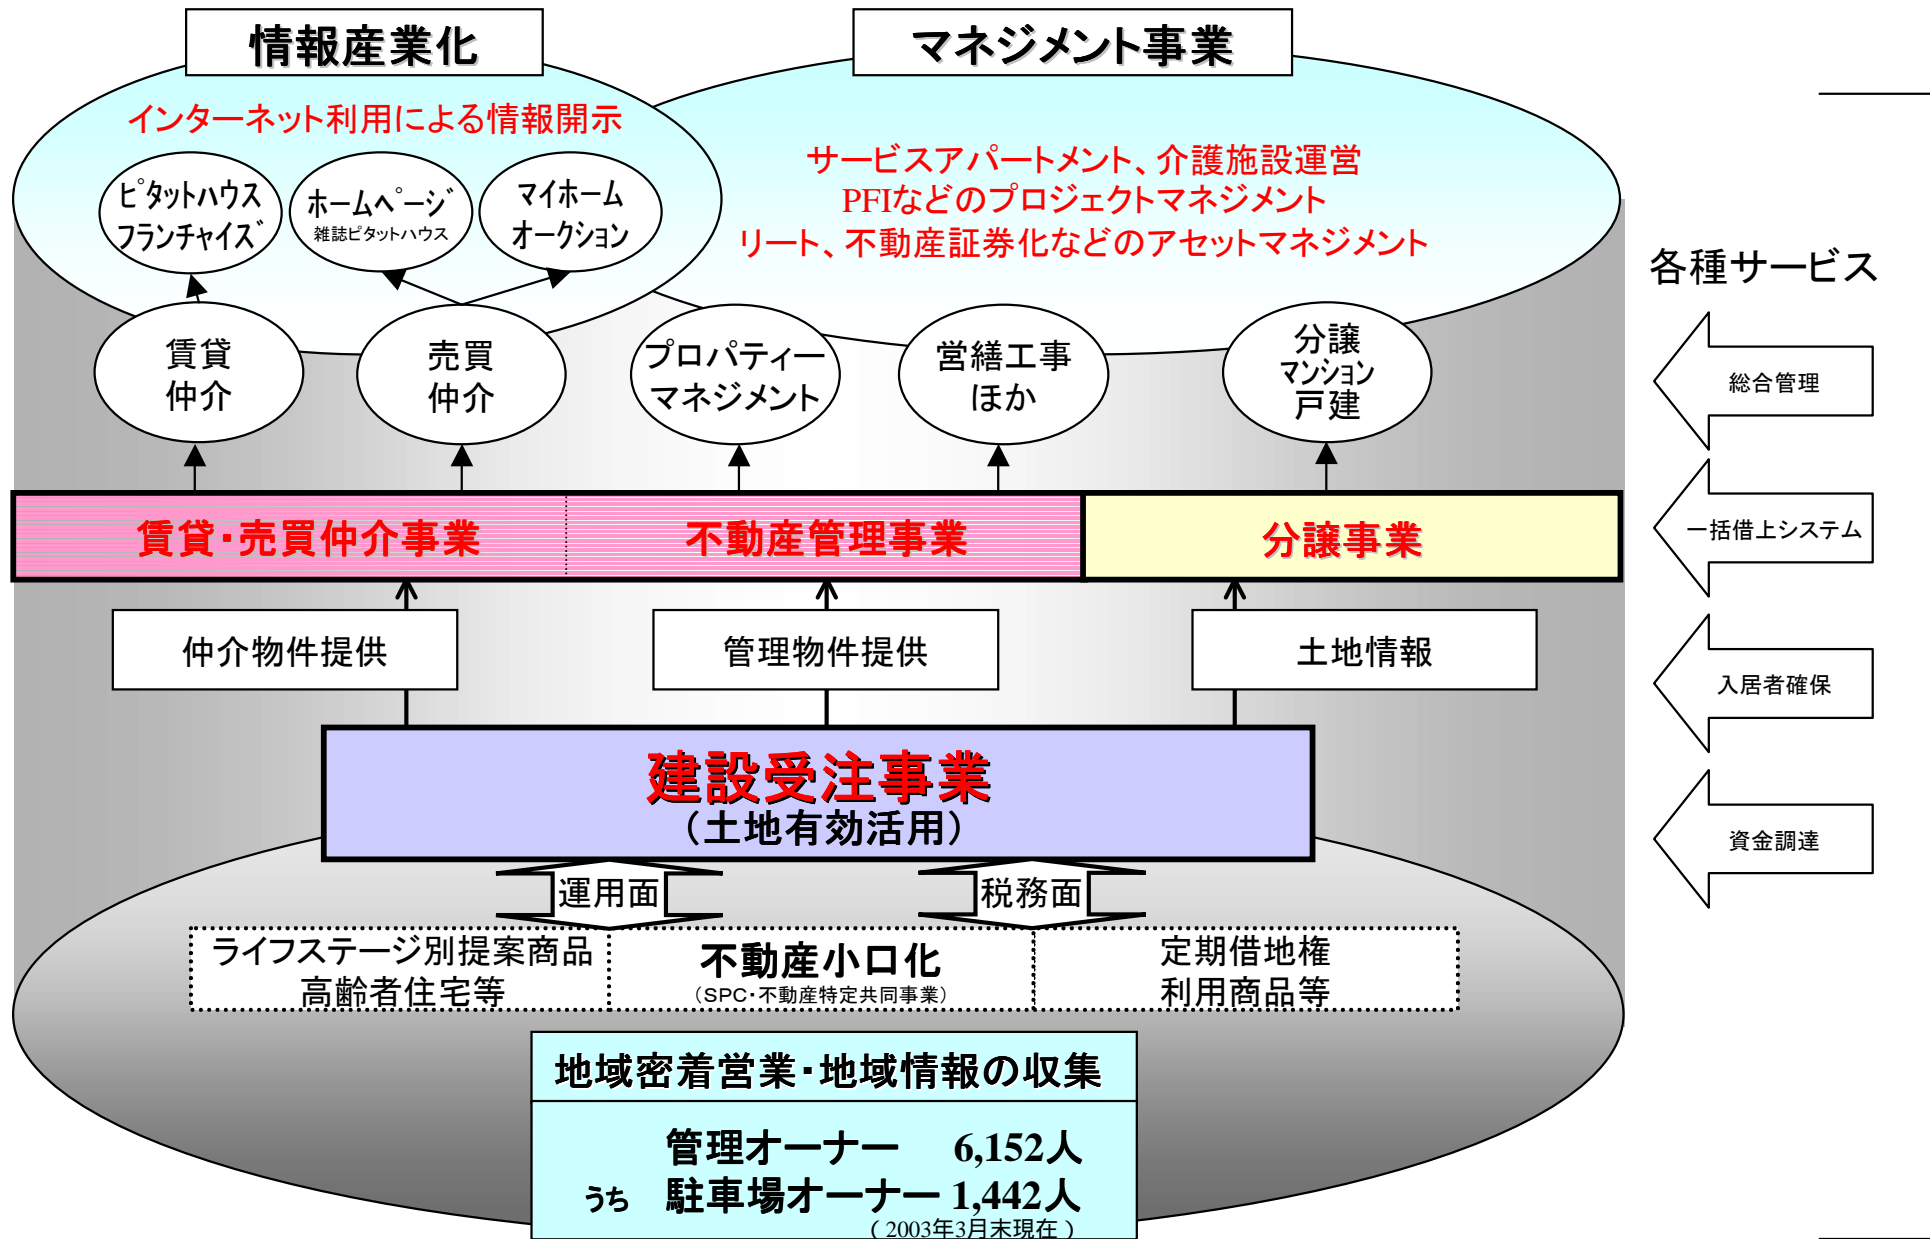 情報産業化
マネジメント事業
インターネット利用による情報開示
ピタットハウス
フランチャイズ
ホームページ
雑誌ピタットハウス
マイホーム
オークション
サービスアパートメント、介護施設運営
PFIなどのプロジェクトマネジメント
リート、不動産証券化などのアセットマネジメント
賃貸
仲介
売買
仲介
プロパティー
マネジメント
営繕工事
ほか
分譲
マンション
戸建
賃貸・売買仲介事業
不動産管理事業
分譲事業
仲介物件提供
管理物件提供
土地情報
建設受注事業
（土地有効活用）
運用面
税務面
ライフステージ別提案商品
高齢者住宅等
不動産小口化
（SPC・不動産特定共同事業）
定期借地権
利用商品等
地域密着営業・地域情報の収集
管理オーナー 6,152人
うち 駐車場オーナー 1,442人
（2003年3月末現在）
各種サービス
総合管理
一括借上システム
入居者確保
資金調達